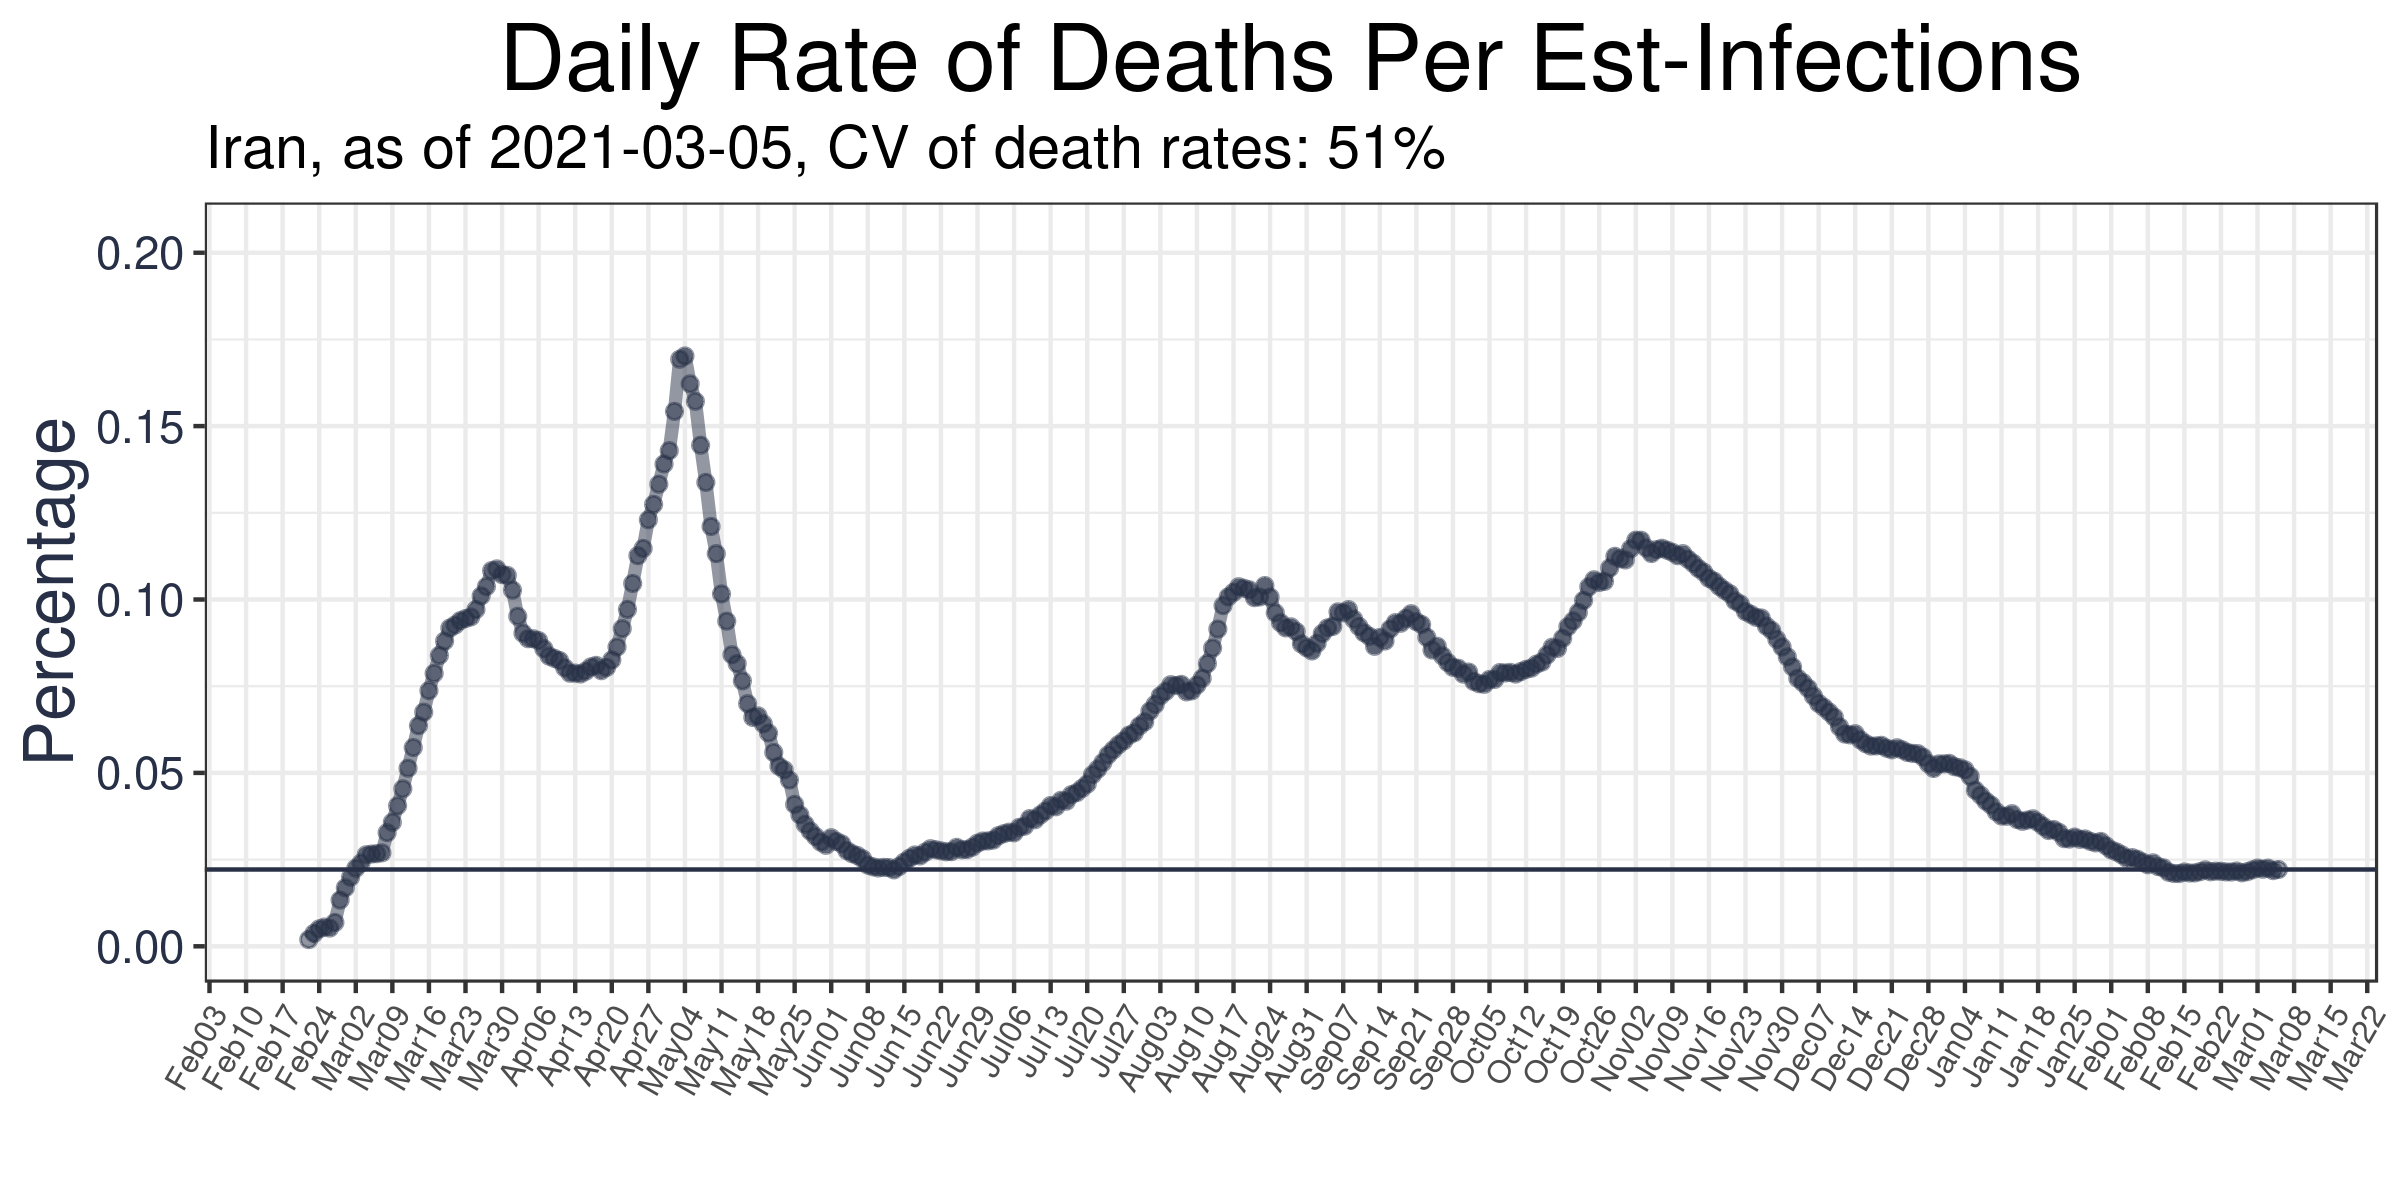 Daily Rate of Deaths Per Est-Infections
Iran, as of 2021-03-05, CV of death rates: 51%
Percentage
0.20
0.15
0.10
0.05
0.00
Feb03
Feb10
Feb17
Feb24
Mar02
Mar09
Mar16
Mar23
Mar30
Apr06
Apr13
Apr20
Apr27
May04
May11
May18
May25
Jun01
Jun08
Jun15
Jun22
Jun29
Jul06
Jul13
Jul20
Jul27
Aug03
Aug10
Aug17
Aug24
Aug31
Sep07
Sep14
Sep21
Sep28
Oct05
Oct12
Oct19
Oct26
Nov02
Nov09
Nov16
Nov23
Nov30
Dec07
Dec14
Dec21
Dec28
Jan04
Jan11
Jan18
Jan25
Feb01
Feb08
Feb15
Feb22
Mar01
Mar08
Mar15
Mar22